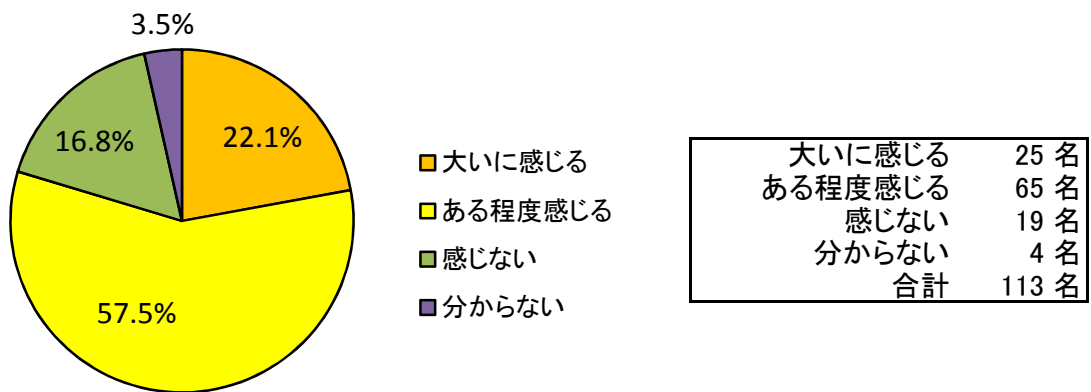 3.5%
16.8%
22.1%
57.5%
大いに感じる
ある程度感じる
感じない
分からない
大いに感じる 25 名
ある程度感じる 65 名
感じない 19 名
分からない 4 名
合計 113 名